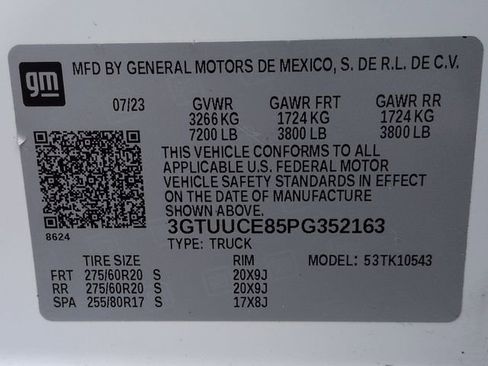 gm MFD BY GENERAL MOTORS DE MEXICO, S. DE R.L. DE C.V.
07/23 GVWR GAWR FRT GAWR RR
3266 KG 1724 KG 1724 KG
7200 LB 3800 LB 3800 LB
THIS VEHICLE CONFORMS TO ALL
APPLICABLE U.S. FEDERAL MOTOR
VEHICLE SAFETY STANDARDS IN EFFECT
ON THE DATE OF MANUFACTURE
SHOWN ABOVE.
8624
3GTUUCE85PG352163
TYPE: TRUCK
TIRE SIZE RIM MODEL: 53TK10543
FRT 275/60R20 S 20X9J
RR 275/60R20 S 20X9J
SPA 255/80R17 S 17X8J